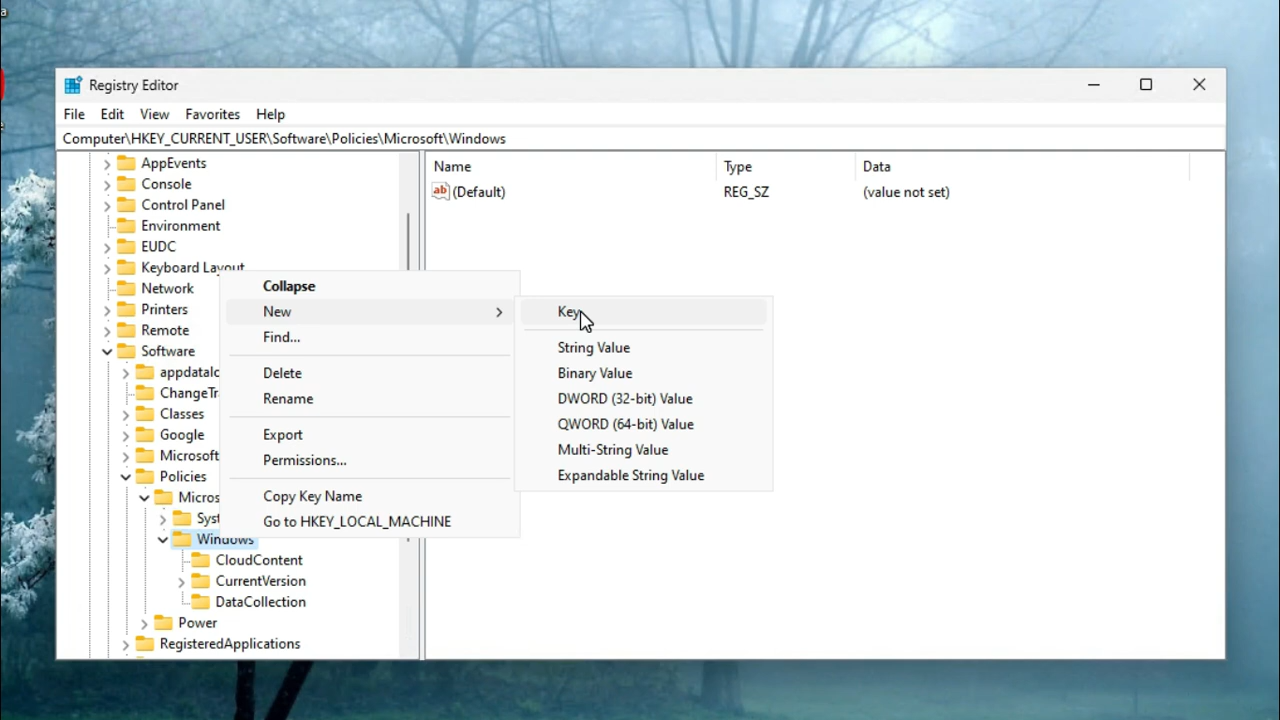 a
e
Registry Editor
File Edit View Favorites Help
Computer\HKEY_CURRENT_USER\Software\Policies\Microsoft\Windows
AppEvents
Console
Control Panel
Environment
EUDC
Keyboard Layout
Network
Printers
Remote
Software
appdatalo
ChangeTr
Classes
Google
Microsoft
Policies
Micros
Syst
Windows
CloudContent
CurrentVersion
DataCollection
Power
RegisteredApplications
Name Type Data
ab (Default) REG_SZ (value not set)
Collapse
New
Find...
Delete
Rename
Export
Permissions...
Copy Key Name
Go to HKEY_LOCAL_MACHINE
Key
String Value
Binary Value
DWORD (32-bit) Value
QWORD (64-bit) Value
Multi-String Value
Expandable String Value